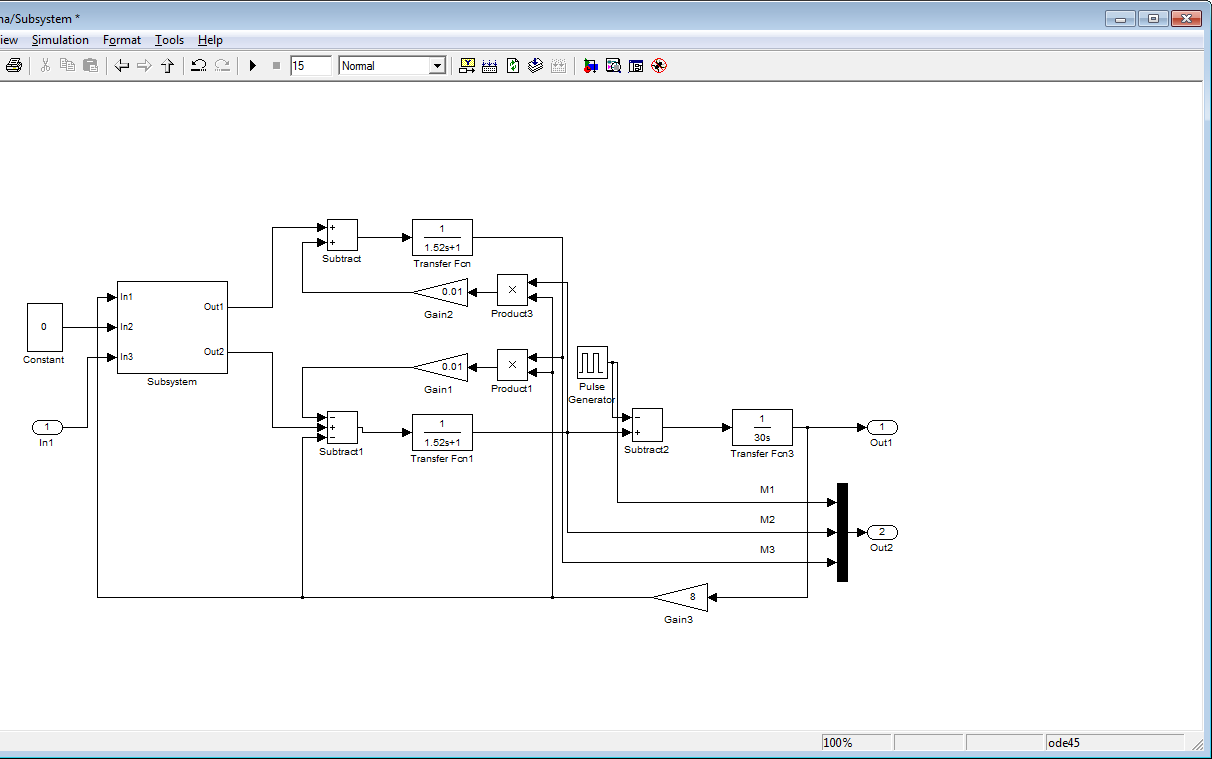 na/Subsystem *
iew Simulation Format Tools Help
15 Normal
+
+
Subtract
1
1.52s+1
Transfer Fcn
0.01
Gain2
×
Product3
In1
In2
In3
Out1
Out2
Subsystem
0
Constant
1
In1
0.01
Gain1
×
Product1
Pulse
Generator
−
+
−
Subtract1
1
1.52s+1
Transfer Fcn1
−
+
Subtract2
1
30s
Transfer Fcn3
1
Out1
M1
M2
M3
2
Out2
8
Gain3
100% ode45